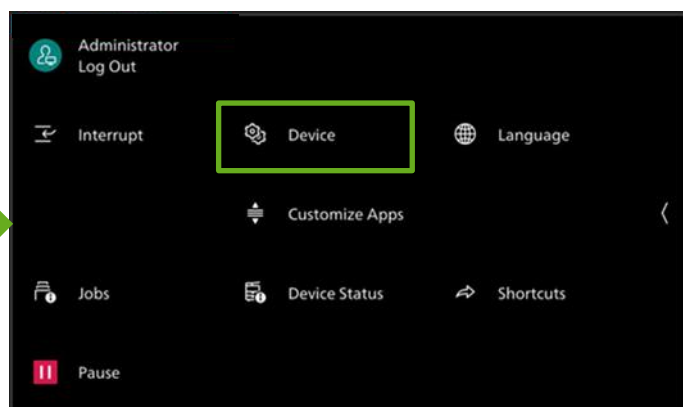 Administrator
Log Out
Interrupt
Device
Language
Customize Apps
Jobs
Device Status
Shortcuts
Pause